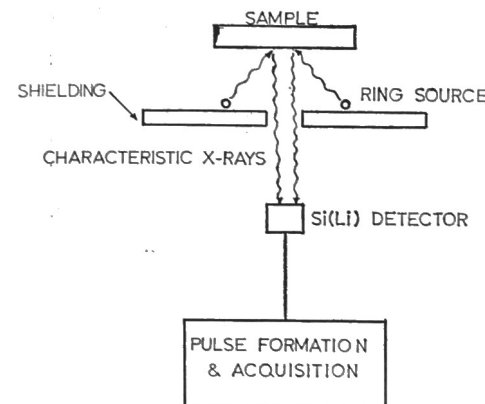 SAMPLE
SHIELDING
RING SOURCE
CHARACTERISTIC X-RAYS
Si(Li) DETECTOR
PULSE FORMATION
& ACQUISITION